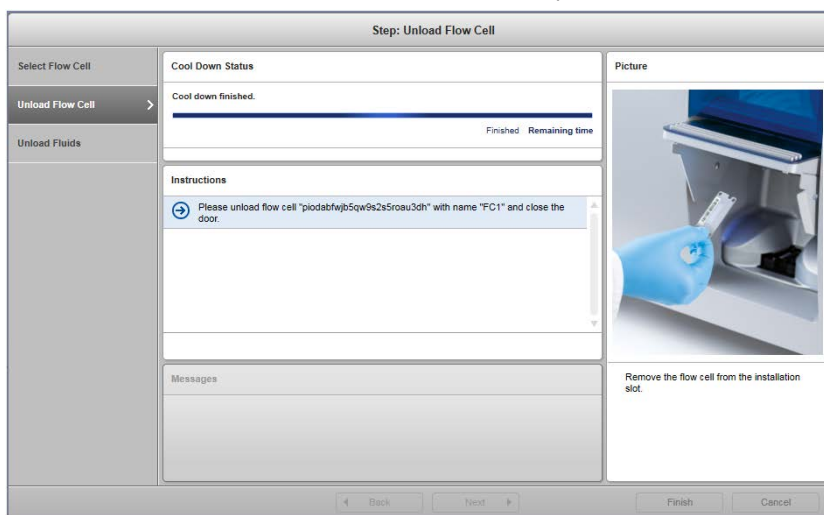 Step: Unload Flow Cell
Select Flow Cell
Unload Flow Cell
Unload Fluids
Cool Down Status
Cool down finished.
Finished Remaining time
Instructions
Please unload flow cell "piodabfwjb5qw9s2s5roau3dh" with name "FC1" and close the
door.
Messages
Picture
Remove the flow cell from the installation
slot.
Back
Next
Finish
Cancel